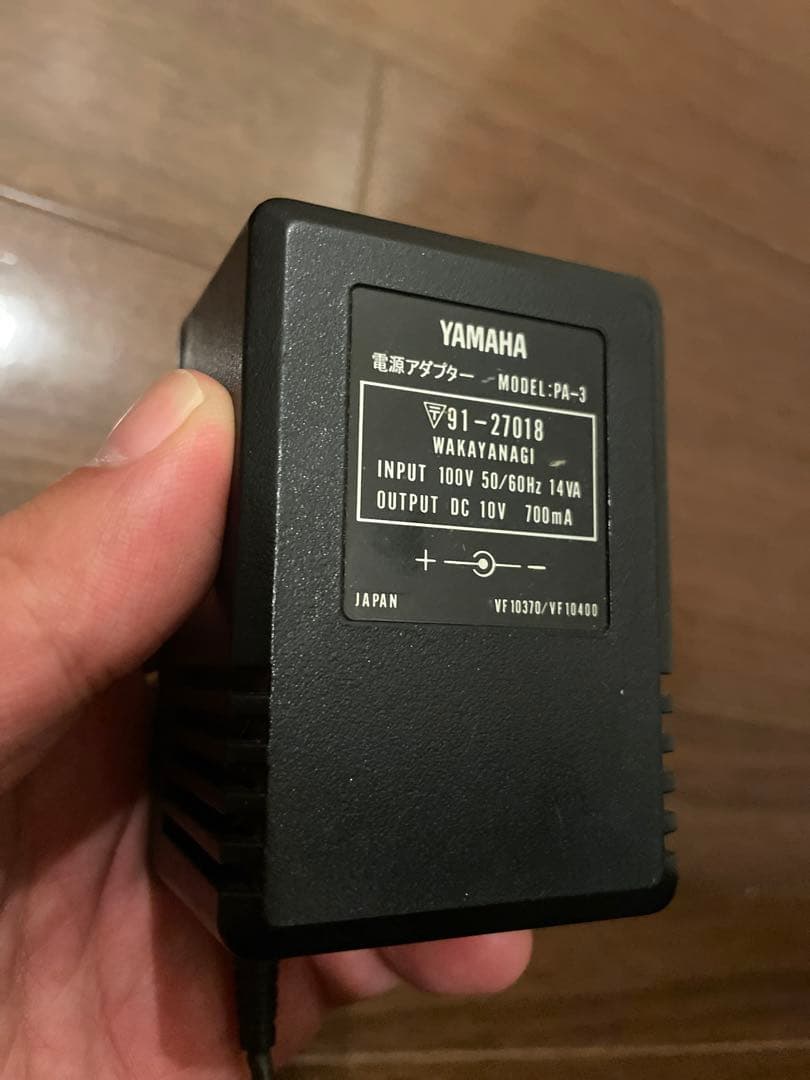 YAMAHA
電源アダプター MODEL:PA-3
〒91-27018
WAKAYANAGI
INPUT 100V 50/60Hz 14VA
OUTPUT DC 10V 700mA
+ -
JAPAN VF10370/VF10400